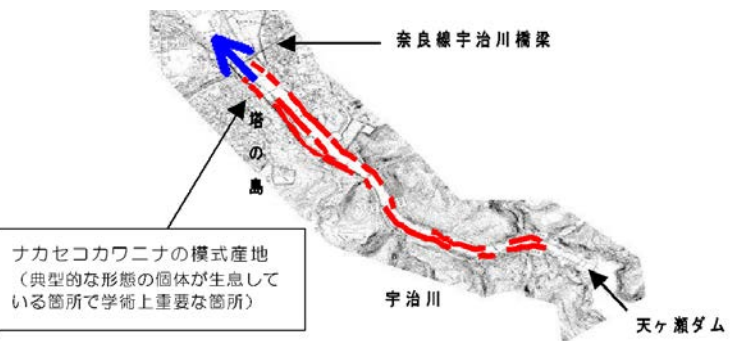 奈良線宇治川橋梁
塔の島
ナカセコカワニナの模式産地
（典型的な形態の個体が生息して
いる箇所で学術上重要な箇所）
宇治川
天ヶ瀬ダム